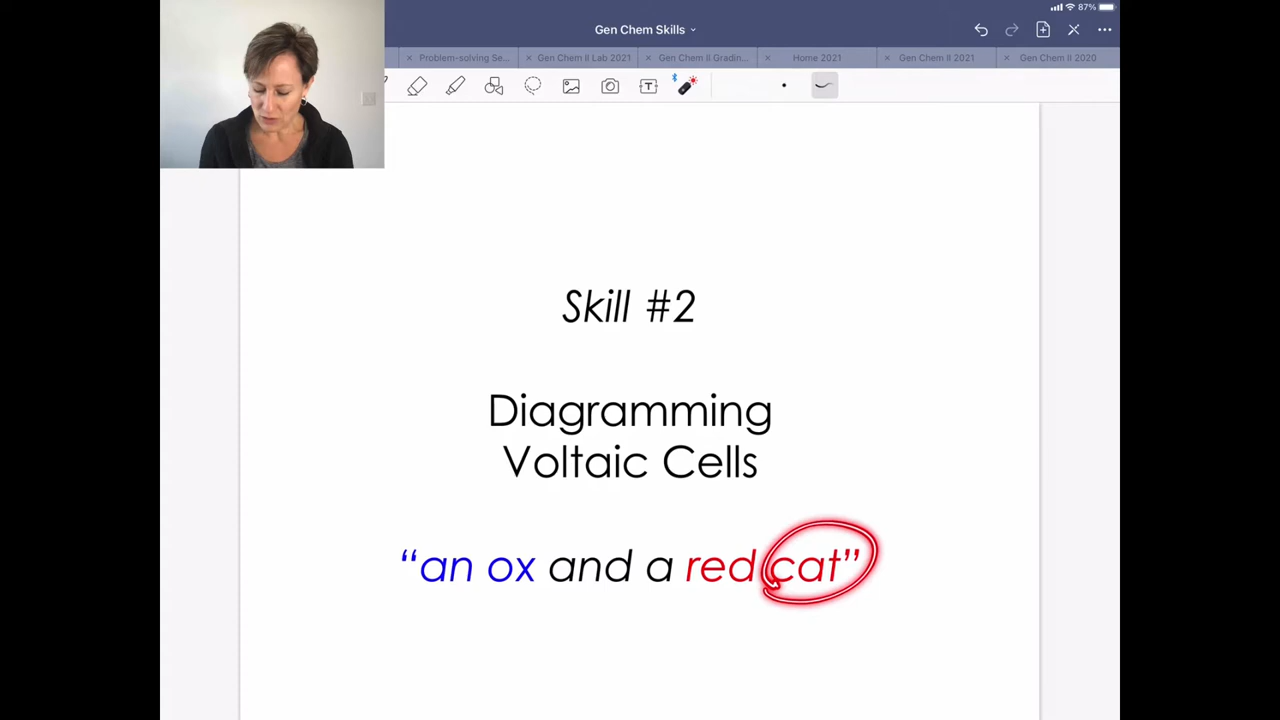 87%
Gen Chem Skills
Problem-solving Se...
Gen Chem II Lab 2021
Gen Chem II Gradin...
Home 2021
Gen Chem II 2021
Gen Chem II 2020
T
Skill #2
Diagramming
Voltaic Cells
“an ox and a red cat”